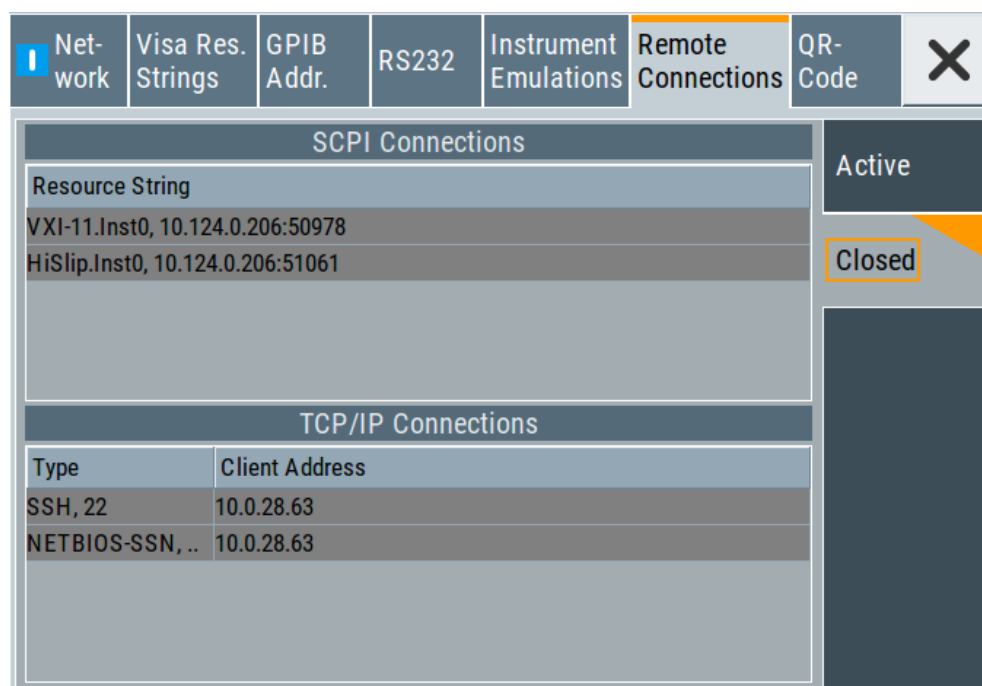 Net-
work
Visa Res.
Strings
GPIB
Addr.
RS232
Instrument
Emulations
Remote
Connections
QR-
Code
SCPI Connections
Resource String
VXI-11.Inst0, 10.124.0.206:50978
HiSlip.Inst0, 10.124.0.206:51061
Active
Closed
TCP/IP Connections
Type Client Address
SSH, 22 10.0.28.63
NETBIOS-SSN, .. 10.0.28.63